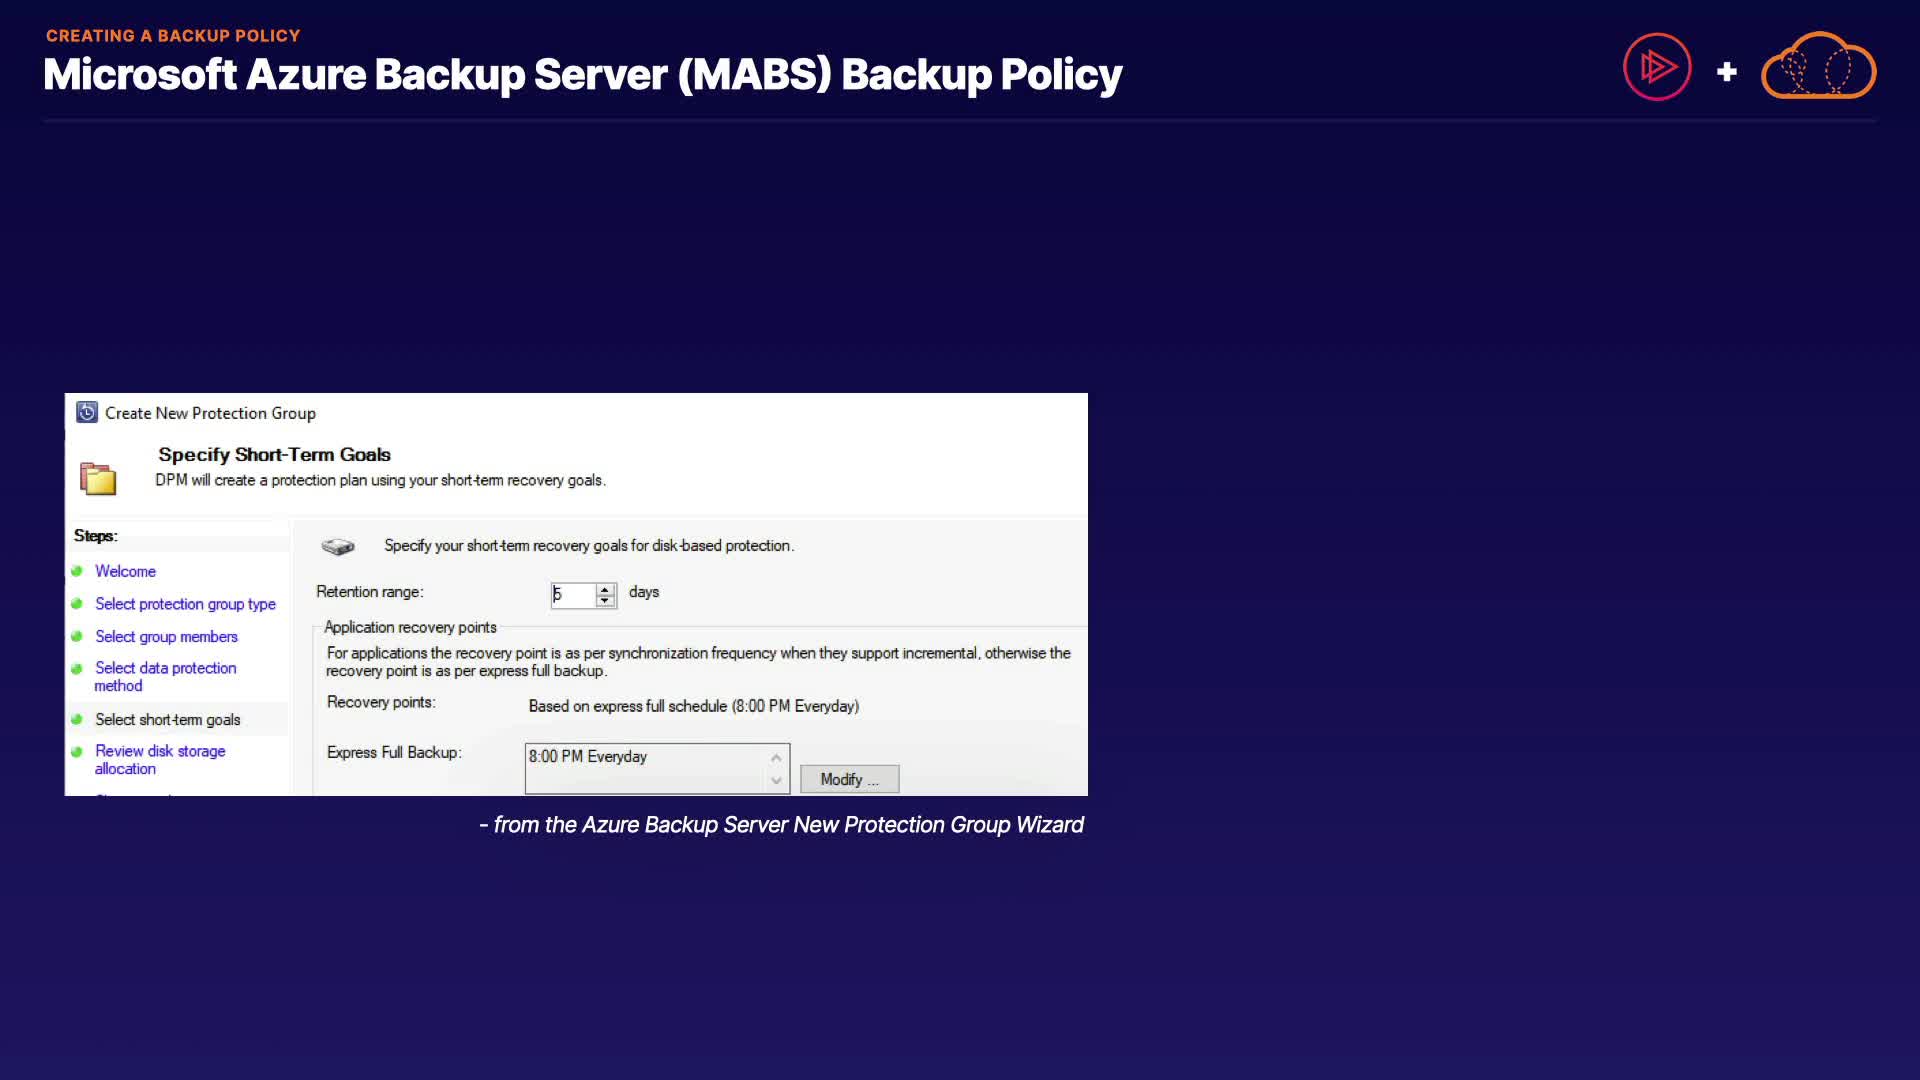 CREATING A BACKUP POLICY
Microsoft Azure Backup Server (MABS) Backup Policy
Create New Protection Group
Specify Short-Term Goals
DPM will create a protection plan using your short-term recovery goals.
Steps:
Welcome
Select protection group type
Select group members
Select data protection
method
Select short-term goals
Review disk storage
allocation
Specify your short-term recovery goals for disk-based protection.
Retention range: 5 days
Application recovery points
For applications the recovery point is as per synchronization frequency when they support incremental, otherwise the
recovery point is as per express full backup.
Recovery points: Based on express full schedule (8:00 PM Everyday)
Express Full Backup: 8:00 PM Everyday
Modify ...
- from the Azure Backup Server New Protection Group Wizard